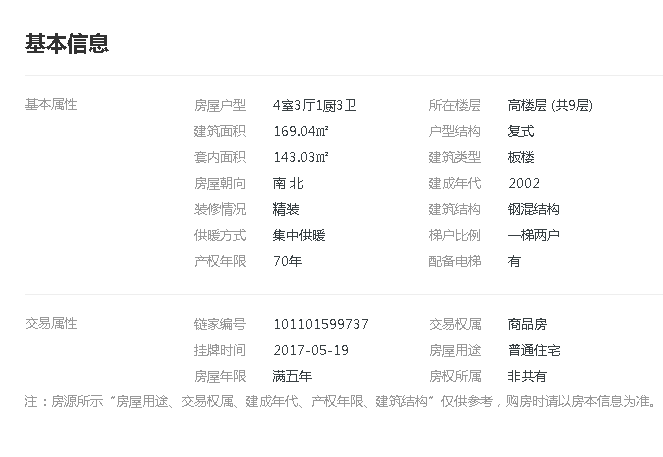 基本信息
基本属性 房屋户型 4室3厅1厨3卫 所在楼层 高楼层 (共9层)
建筑面积 169.04㎡ 户型结构 复式
套内面积 143.03㎡ 建筑类型 板楼
房屋朝向 南 北 建成年代 2002
装修情况 精装 建筑结构 钢混结构
供暖方式 集中供暖 梯户比例 一梯两户
产权年限 70年 配备电梯 有
交易属性 链家编号 101101599737 交易权属 商品房
挂牌时间 2017-05-19 房屋用途 普通住宅
房屋年限 满五年 房权所属 非共有
注：房源所示“房屋用途、交易权属、建成年代、产权年限、建筑结构”仅供参考，购房时请以房本信息为准。